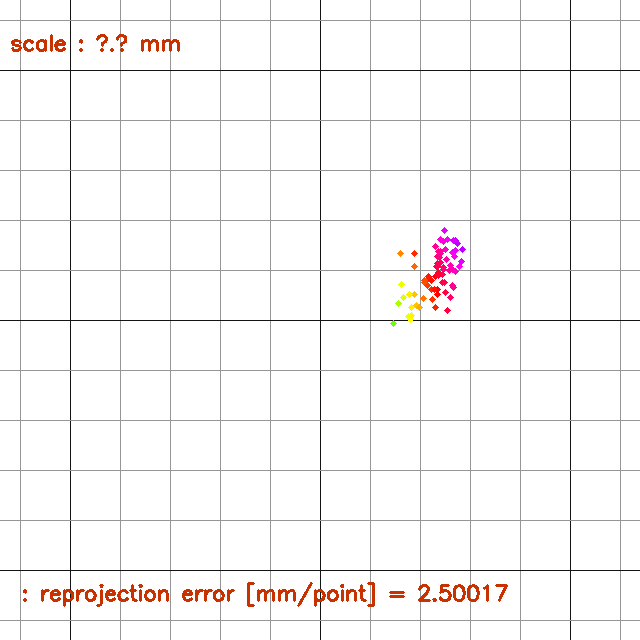 scale : ?.? mm
: reprojection error [mm/point] = 2.50017